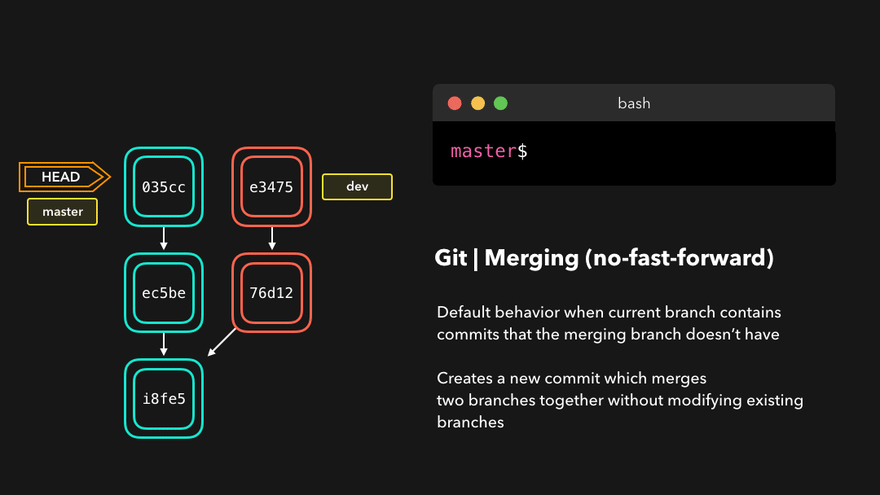 bash
master$
HEAD
master
035cc
e3475
dev
ec5be
76d12
i8fe5
Git | Merging (no-fast-forward)
Default behavior when current branch contains
commits that the merging branch doesn’t have
Creates a new commit which merges
two branches together without modifying existing
branches